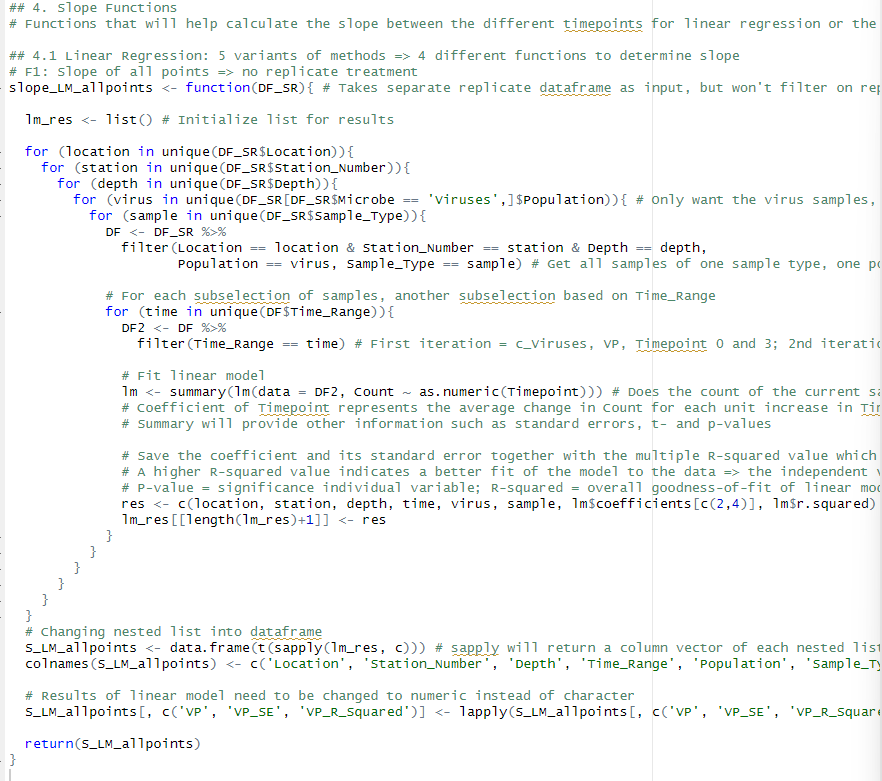 ## 4. Slope Functions
# Functions that will help calculate the slope between the different timepoints for linear regression or the
## 4.1 Linear Regression: 5 variants of methods => 4 different functions to determine slope
# F1: Slope of all points => no replicate treatment
slope_LM_allpoints <- function(DF_SR){ # Takes separate replicate dataframe as input, but won't filter on rep
  lm_res <- list() # Initialize list for results
  for (location in unique(DF_SR$Location)){
    for (station in unique(DF_SR$Station_Number)){
      for (depth in unique(DF_SR$Depth)){
        for (virus in unique(DF_SR[DF_SR$Microbe == 'Viruses',]$Population)){ # Only want the virus samples,
          for (sample in unique(DF_SR$Sample_Type)){
            DF <- DF_SR %>%
              filter(Location == location & Station_Number == station & Depth == depth,
                     Population == virus, Sample_Type == sample) # Get all samples of one sample type, one po
            # For each subselection of samples, another subselection based on Time_Range
            for (time in unique(DF$Time_Range)){
              DF2 <- DF %>%
                filter(Time_Range == time) # First iteration = c_Viruses, VP, Timepoint 0 and 3; 2nd iteratio
              # Fit linear model
              lm <- summary(lm(data = DF2, Count ~ as.numeric(Timepoint))) # Does the count of the current sa
              # Coefficient of Timepoint represents the average change in Count for each unit increase in Tim
              # Summary will provide other information such as standard errors, t- and p-values
              # Save the coefficient and its standard error together with the multiple R-squared value which
              # A higher R-squared value indicates a better fit of the model to the data => the independent v
              # P-value = significance individual variable; R-squared = overall goodness-of-fit of linear mod
              res <- c(location, station, depth, time, virus, sample, lm$coefficients[c(2,4)], lm$r.squared)
              lm_res[[length(lm_res)+1]] <- res
            }
          }
        }
      }
    }
  }
  # Changing nested list into dataframe
  S_LM_allpoints <- data.frame(t(sapply(lm_res, c))) # sapply will return a column vector of each nested list
  colnames(S_LM_allpoints) <- c('Location', 'Station_Number', 'Depth', 'Time_Range', 'Population', 'Sample_Ty
  # Results of linear model need to be changed to numeric instead of character
  S_LM_allpoints[, c('VP', 'VP_SE', 'VP_R_Squared')] <- lapply(S_LM_allpoints[, c('VP', 'VP_SE', 'VP_R_Square
  return(S_LM_allpoints)
}